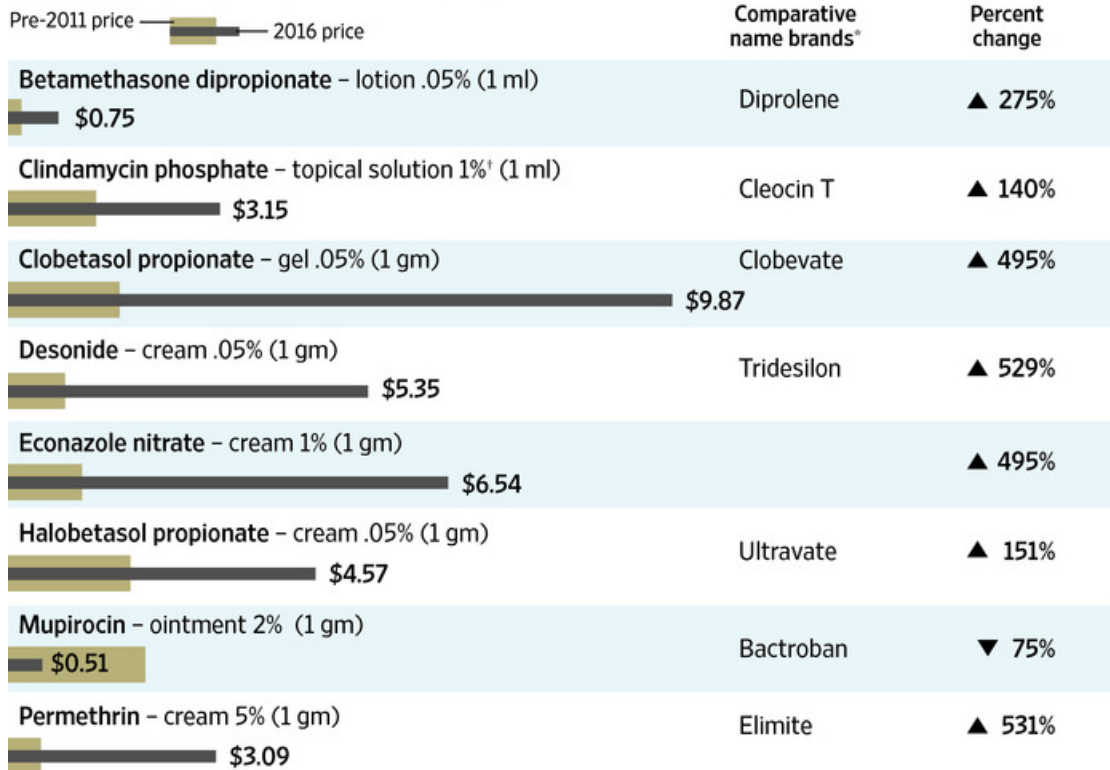 Pre-2011 price
2016 price
Comparative
name brands*
Percent
change
Betamethasone dipropionate – lotion .05% (1 ml)
$0.75
Diprolene
▲ 275%
Clindamycin phosphate – topical solution 1%† (1 ml)
$3.15
Cleocin T
▲ 140%
Clobetasol propionate – gel .05% (1 gm)
$9.87
Clobevate
▲ 495%
Desonide – cream .05% (1 gm)
$5.35
Tridesilon
▲ 529%
Econazole nitrate – cream 1% (1 gm)
$6.54
▲ 495%
Halobetasol propionate – cream .05% (1 gm)
$4.57
Ultravate
▲ 151%
Mupirocin – ointment 2% (1 gm)
$0.51
Bactroban
▼ 75%
Permethrin – cream 5% (1 gm)
$3.09
Elimite
▲ 531%